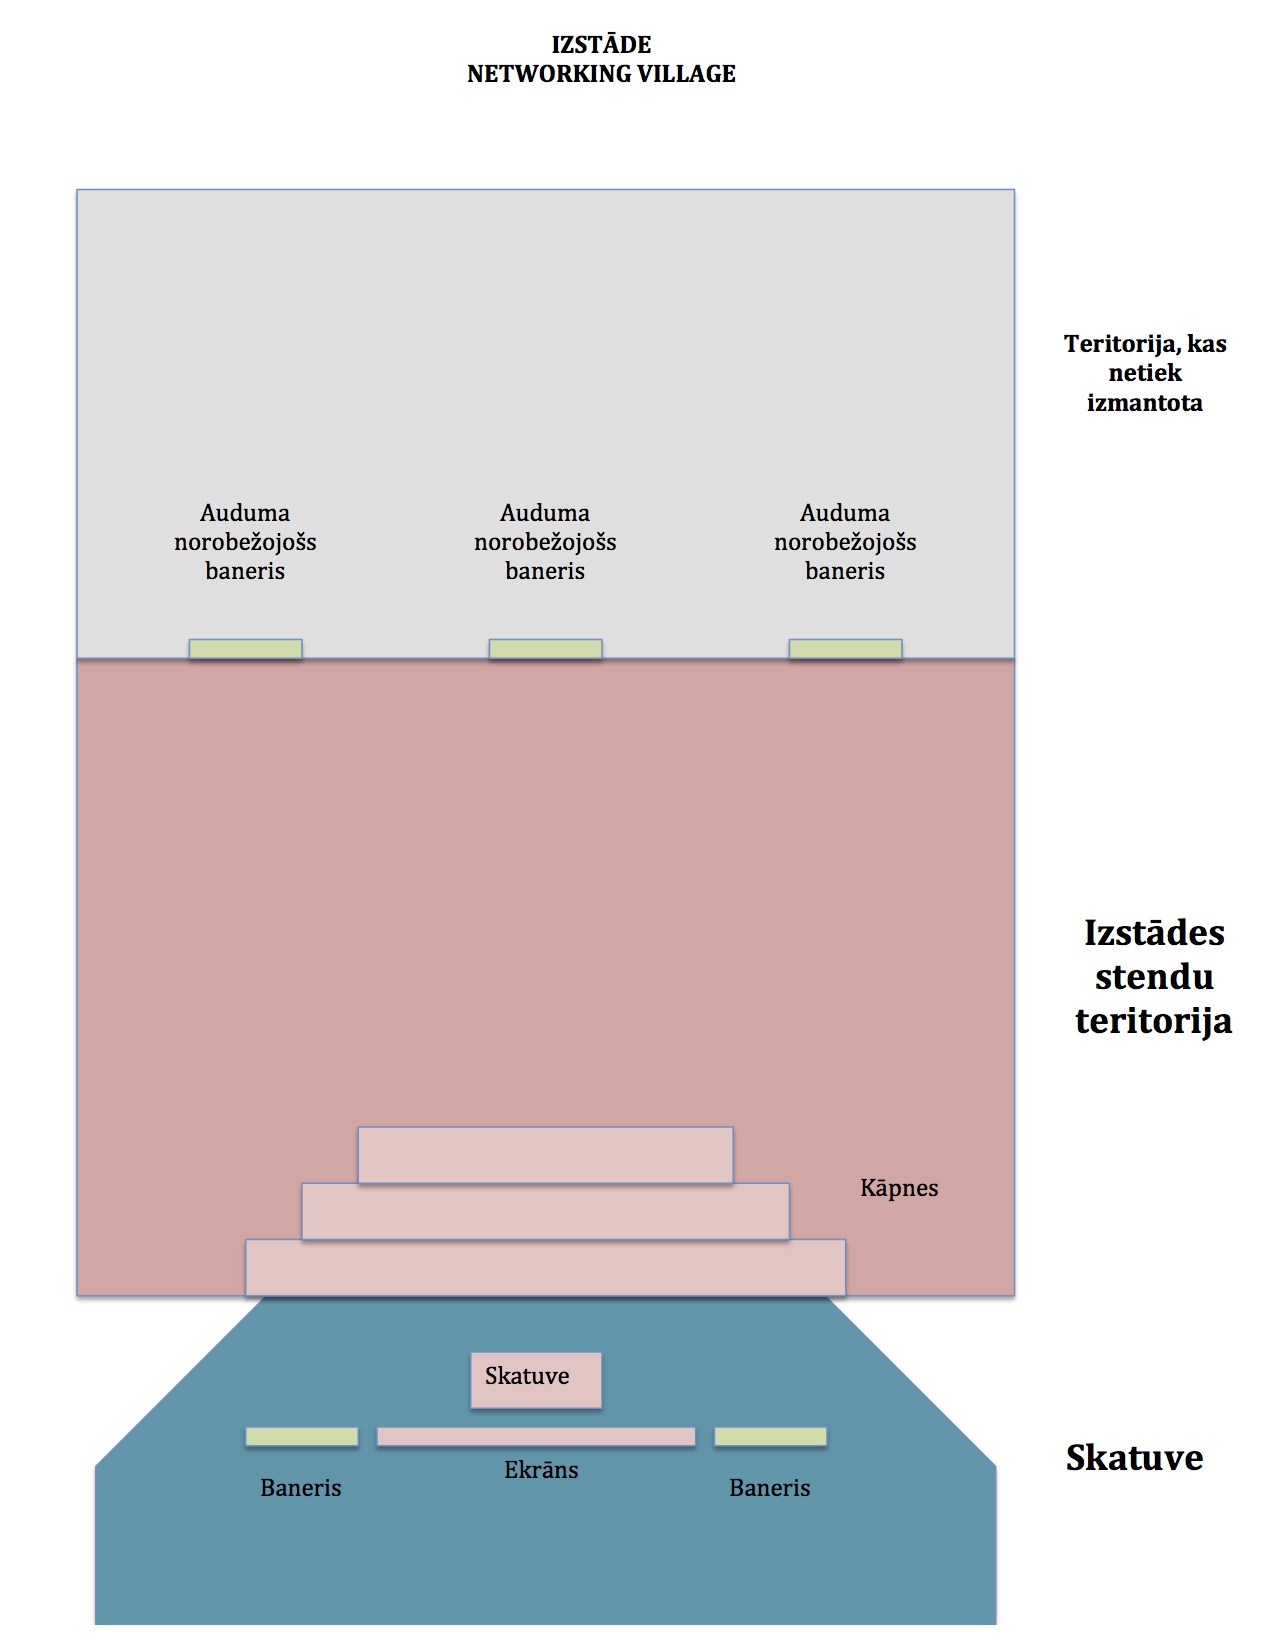 IZSTĀDE
NETWORKING VILLAGE
Teritorija, kas
netiek
izmantota
Auduma
norobežojošs
baneris
Auduma
norobežojošs
baneris
Auduma
norobežojošs
baneris
Izstādes
stendu
teritorija
Kāpnes
Skatuve
Skatuve
Ekrāns
Baneris
Baneris